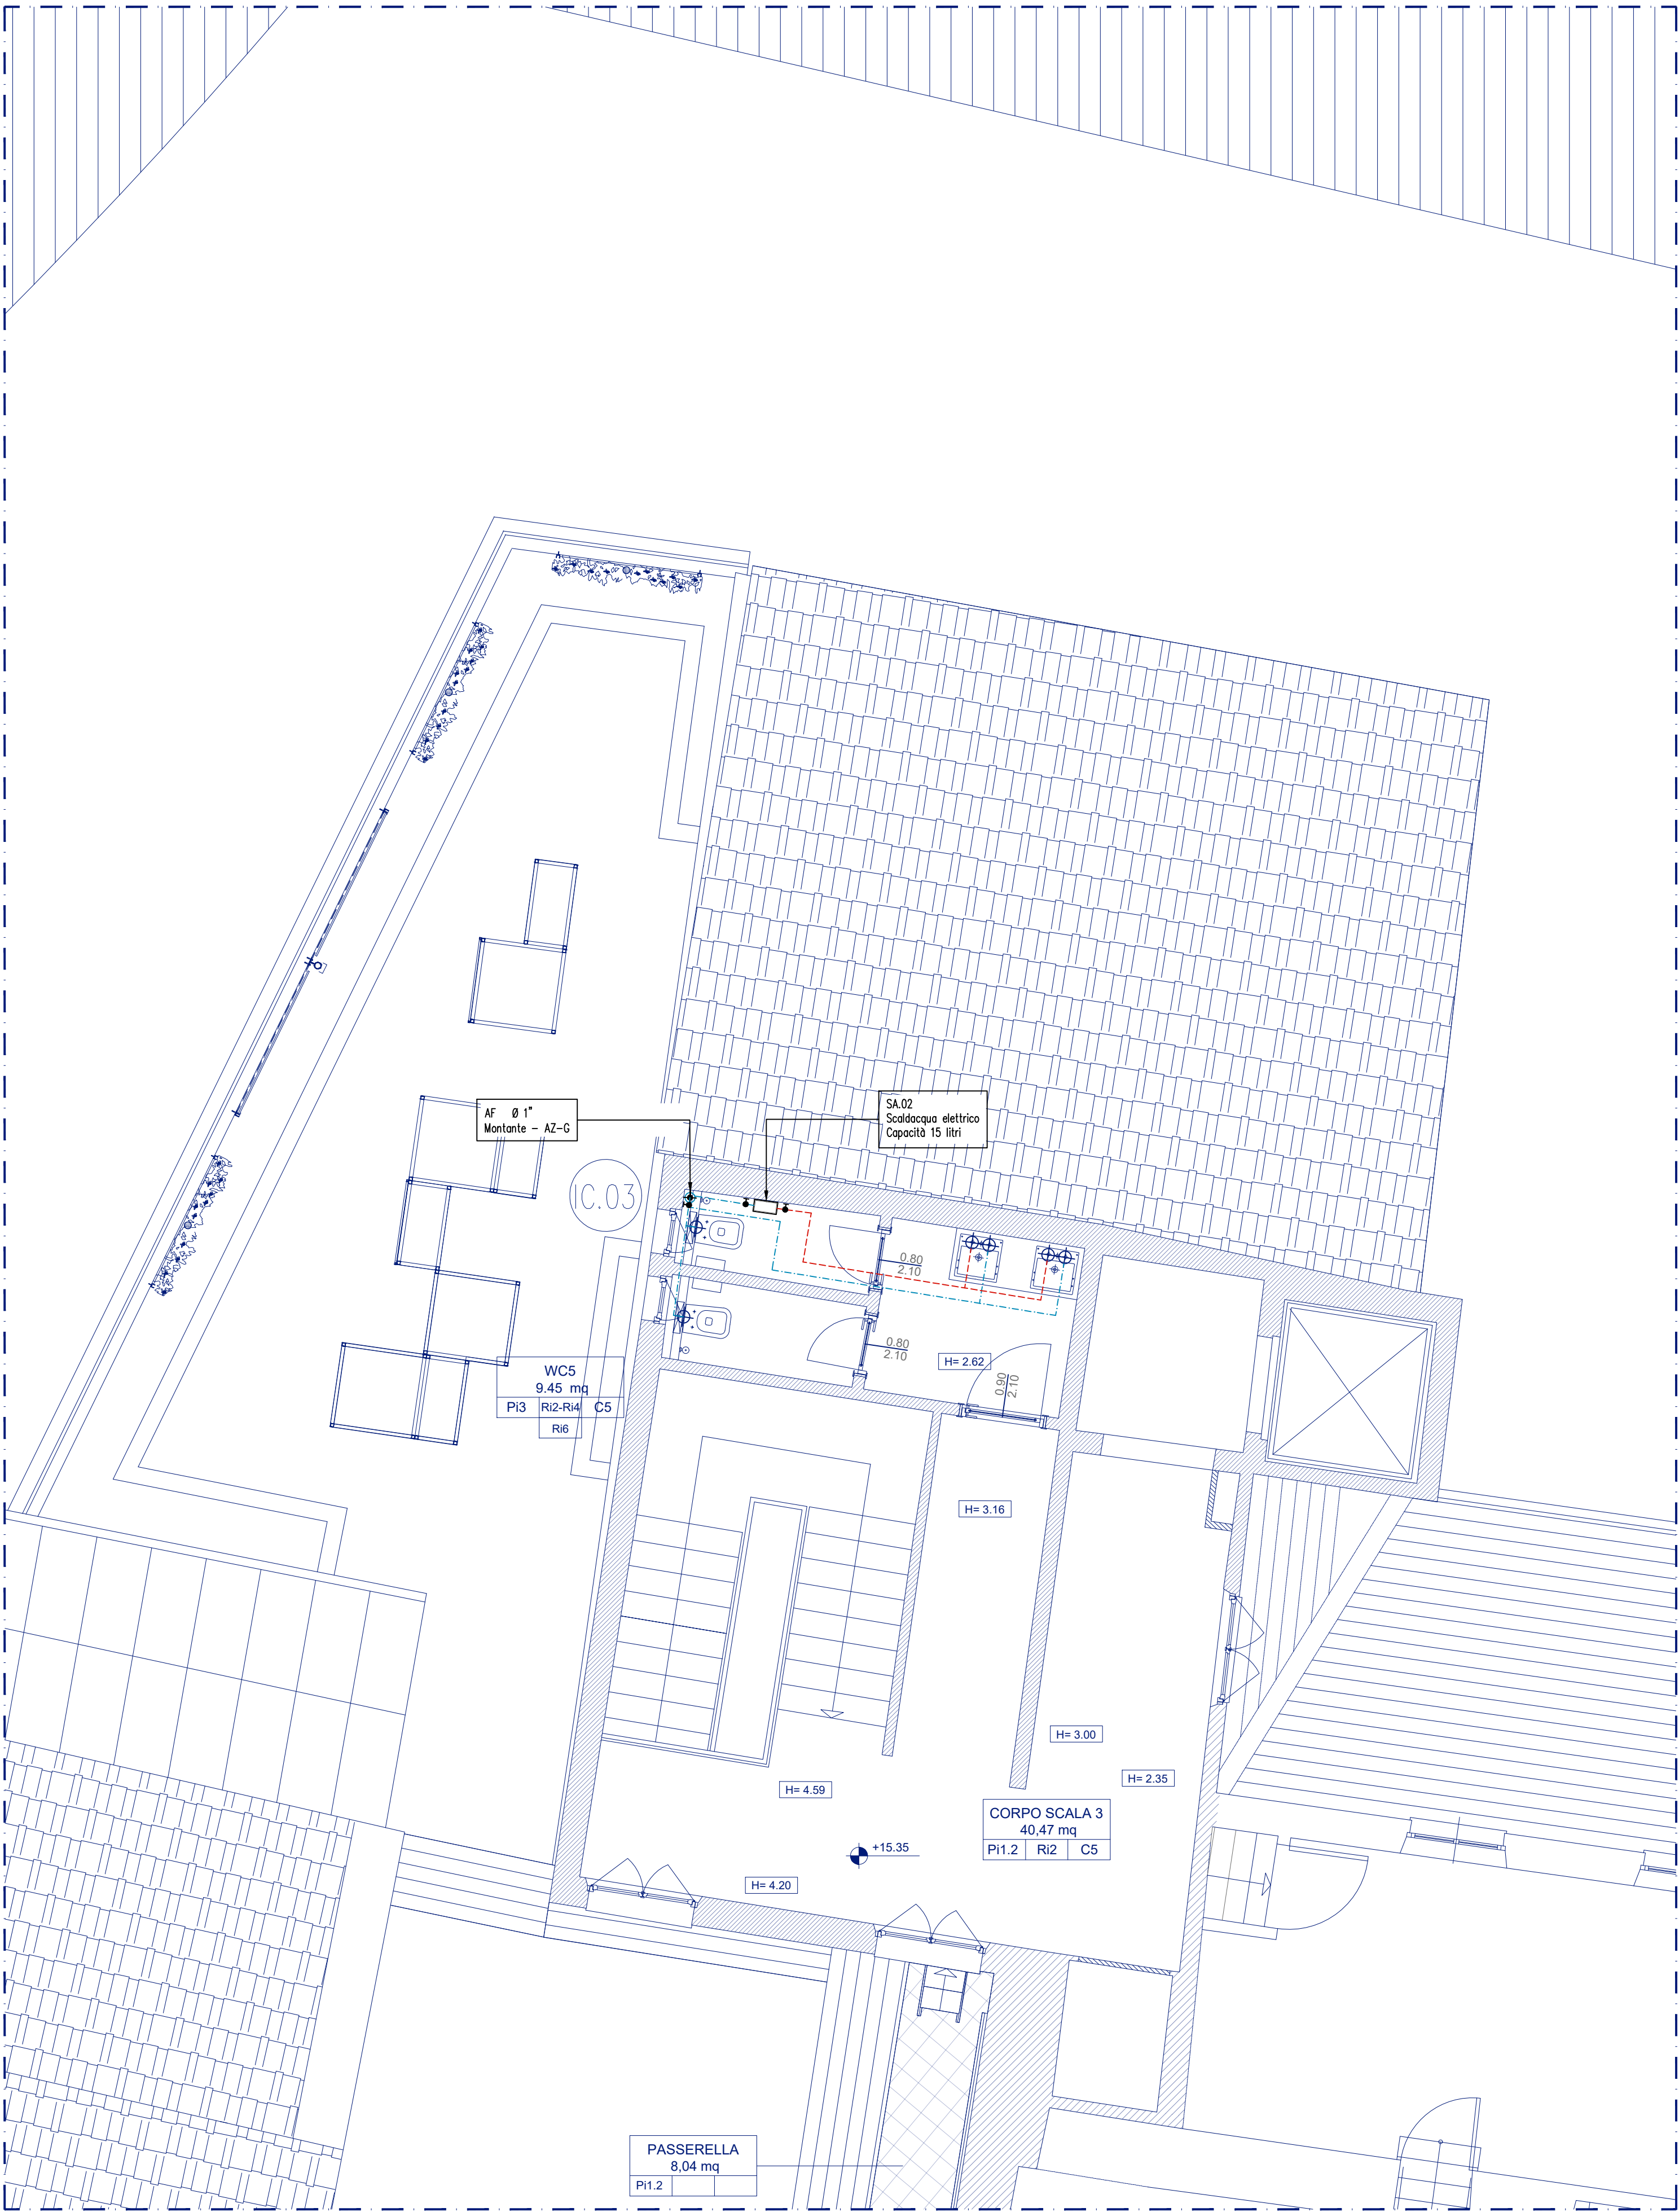 AF Ø 1"
Montante - AZ-G
SA.02
Scaldacqua elettrico
Capacità 15 litri
IC.03
0.80
2.10
0.80
2.10
H= 2.62
0.90
2.10
WC5
9.45 mq
Pi3 Ri2-Ri4 C5
Ri6
H= 3.16
H= 3.00
H= 2.35
H= 4.59
CORPO SCALA 3
40,47 mq
Pi1.2 Ri2 C5
+15.35
H= 4.20
PASSERELLA
8,04 mq
Pi1.2